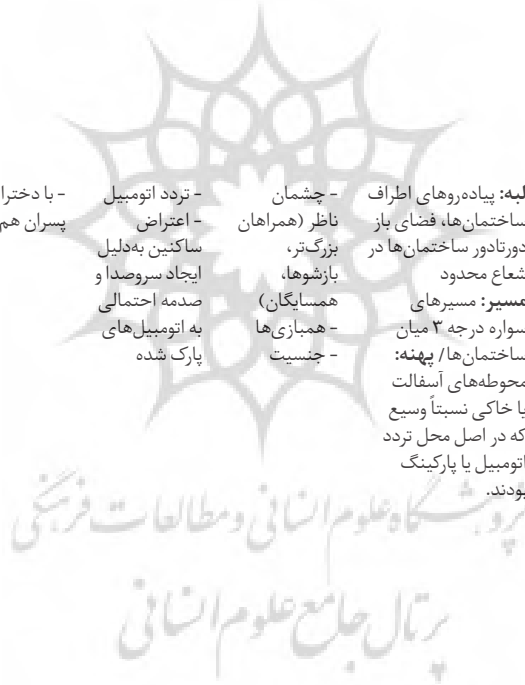 لبه: پیاده‌روهای اطراف
ساختمان‌ها، فضای باز
دورتادور ساختمان‌ها در
شعاع محدود
مسیر: مسیرهای
سواره درجه ۳ میان
ساختمان‌ها/ پهنه:
محوطه‌های آسفالت
یا خاکی نسبتاً وسیع
که در اصل محل تردد
اتومبیل یا پارکینگ
بودند.
- چشمان
ناظر (همراهان
بزرگ‌تر،
بازشوها،
همسایگان)
- همبازی‌ها
- جنسیت
- تردد اتومبیل
- اعتراض
ساکنین به‌دلیل
ایجاد سروصدا و
صدمه احتمالی
به اتومبیل‌های
پارک شده
- با دخترا
پسران هم
پژوهشگاه علوم انسانی و مطالعات فرهنگی
پرتال جامع علوم انسانی